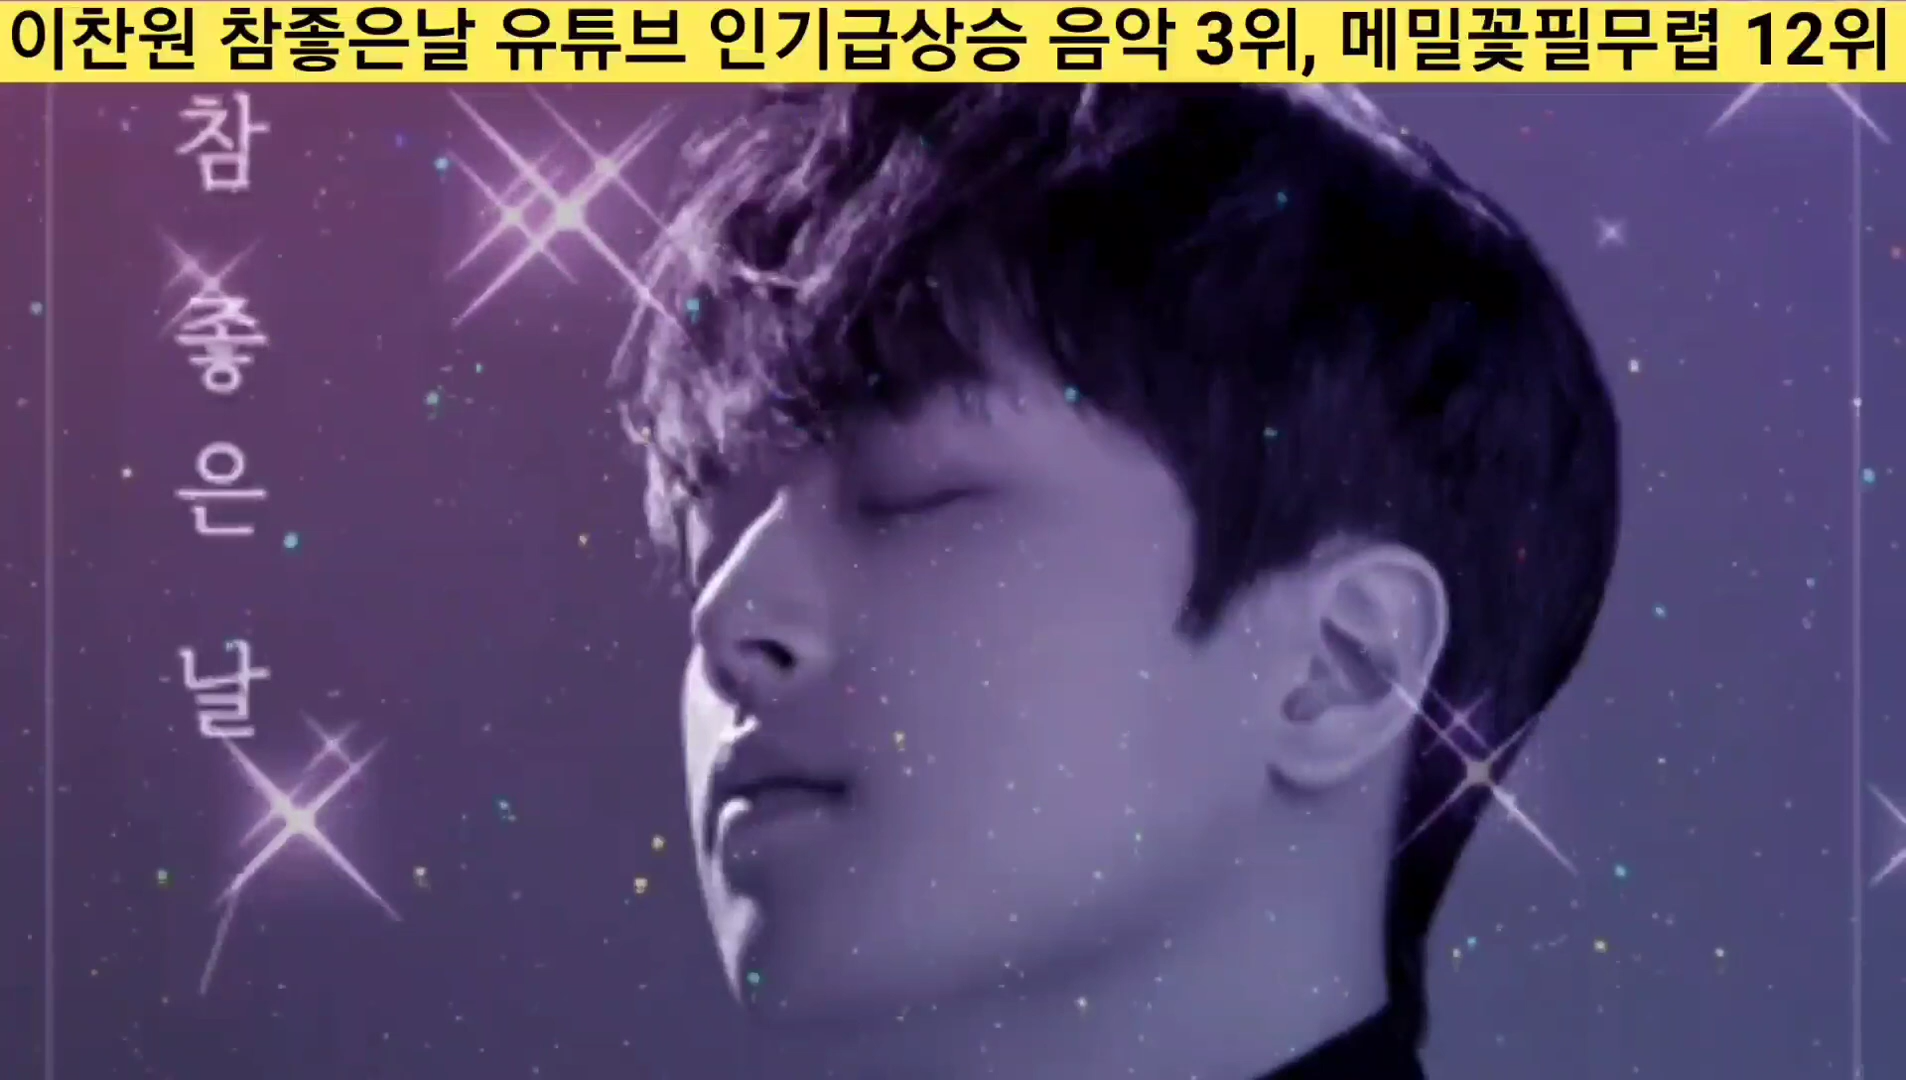 이찬원 참좋은날 유튜브 인기급상승 음악 3위, 메밀꽃필무렵 12위
참
좋
은
날